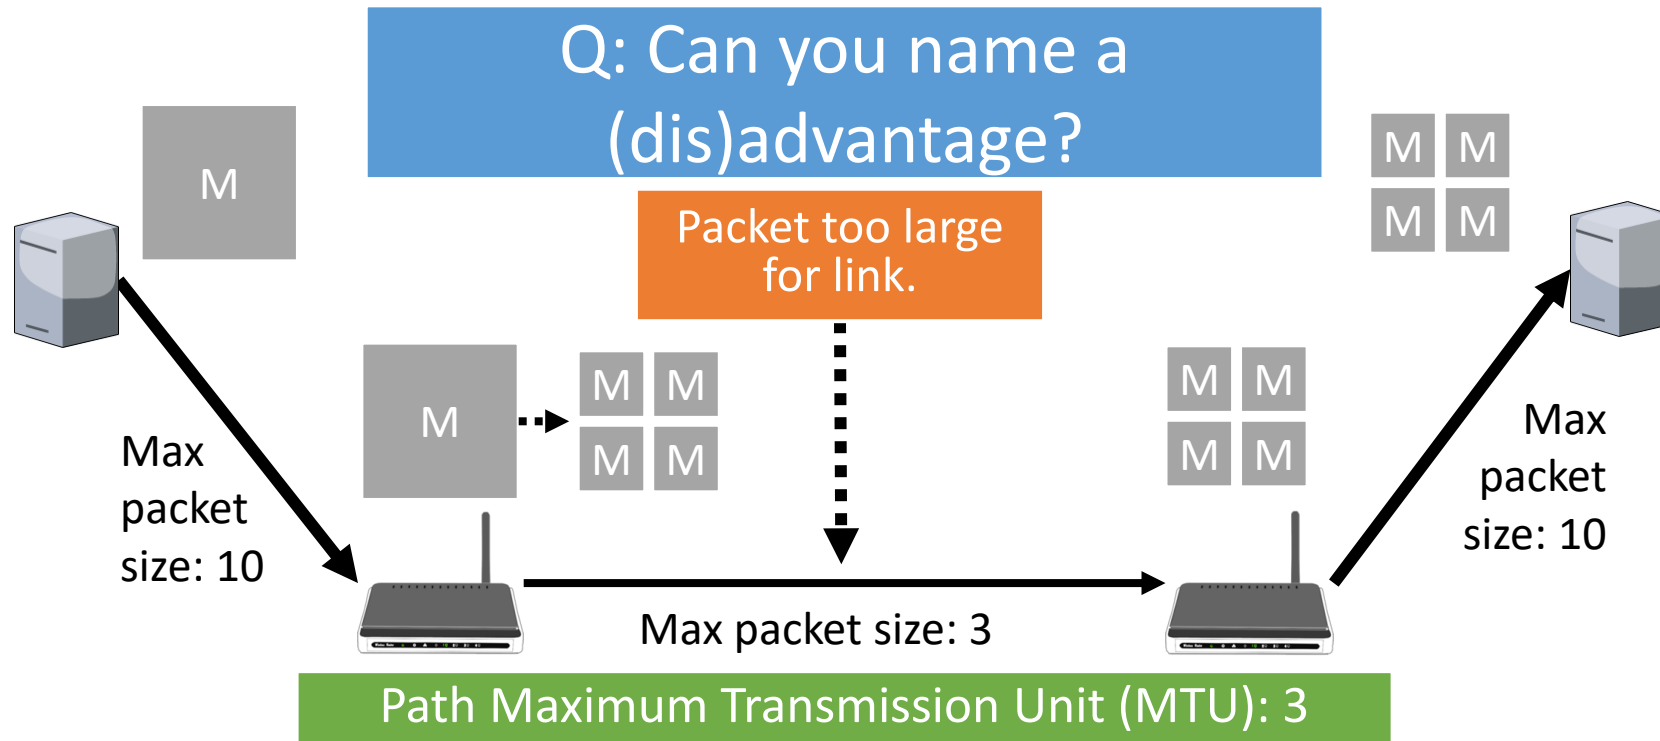 Q: Can you name a
(dis)advantage?
M
M
M
M
M
Packet too large
for link.
M
M
M
M
M
M
M
M
M
Max
packet
size: 10
Max
packet
size: 10
Max packet size: 3
Path Maximum Transmission Unit (MTU): 3